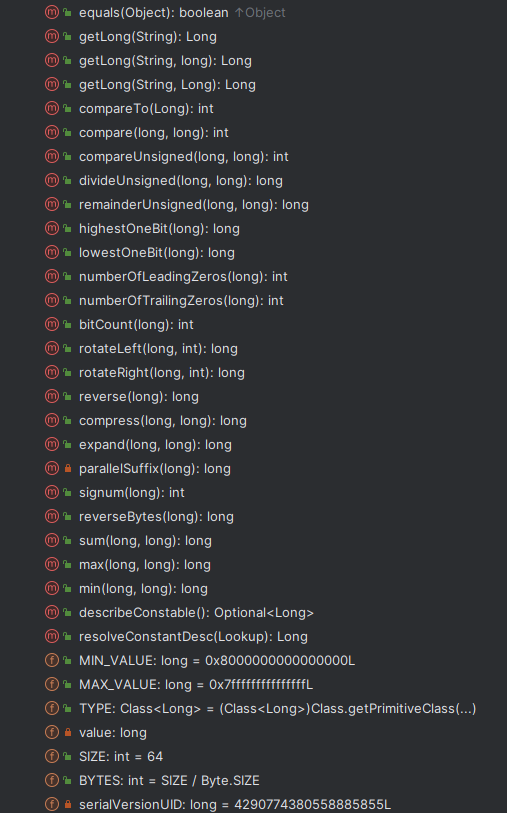 equals(Object): boolean ↑Object
getLong(String): Long
getLong(String, long): Long
getLong(String, Long): Long
compareTo(Long): int
compare(long, long): int
compareUnsigned(long, long): int
divideUnsigned(long, long): long
remainderUnsigned(long, long): long
highestOneBit(long): long
lowestOneBit(long): long
numberOfLeadingZeros(long): int
numberOfTrailingZeros(long): int
bitCount(long): int
rotateLeft(long, int): long
rotateRight(long, int): long
reverse(long): long
compress(long, long): long
expand(long, long): long
parallelSuffix(long): long
signum(long): int
reverseBytes(long): long
sum(long, long): long
max(long, long): long
min(long, long): long
describeConstable(): Optional<Long>
resolveConstantDesc(Lookup): Long
MIN_VALUE: long = 0x8000000000000000L
MAX_VALUE: long = 0x7fffffffffffffffL
TYPE: Class<Long> = (Class<Long>)Class.getPrimitiveClass(...)
value: long
SIZE: int = 64
BYTES: int = SIZE / Byte.SIZE
serialVersionUID: long = 4290774380558885855L